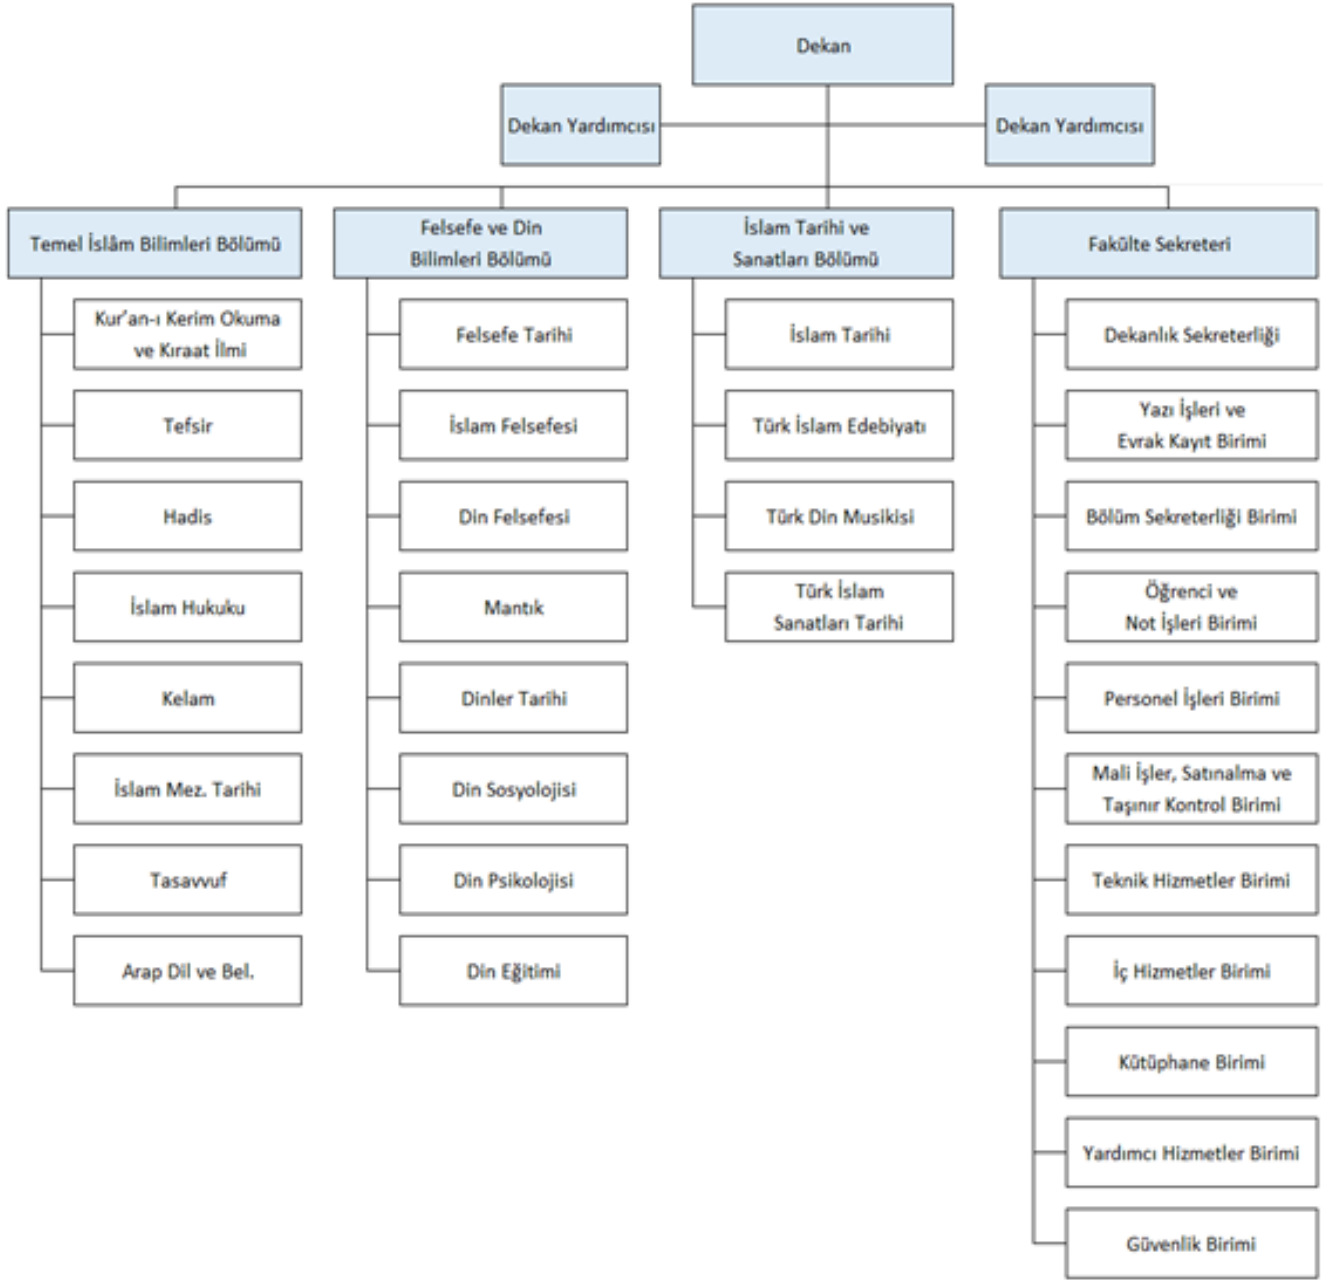 Dekan
Dekan Yardımcısı
Dekan Yardımcısı
Temel İslâm Bilimleri Bölümü
Kur'an-ı Kerim Okuma
ve Kıraat İlmi
Tefsir
Hadis
İslam Hukuku
Kelam
İslam Mez. Tarihi
Tasavvuf
Arap Dil ve Bel.
Felsefe ve Din
Bilimleri Bölümü
Felsefe Tarihi
İslam Felsefesi
Din Felsefesi
Mantık
Dinler Tarihi
Din Sosyolojisi
Din Psikolojisi
Din Eğitimi
İslam Tarihi ve
Sanatları Bölümü
İslam Tarihi
Türk İslam Edebiyatı
Türk Din Musikisi
Türk İslam
Sanatları Tarihi
Fakülte Sekreteri
Dekanlık Sekreterliği
Yazı İşleri ve
Evrak Kayıt Birimi
Bölüm Sekreterliği Birimi
Öğrenci ve
Not İşleri Birimi
Personel İşleri Birimi
Mali İşler, Satınalma ve
Taşınır Kontrol Birimi
Teknik Hizmetler Birimi
İç Hizmetler Birimi
Kütüphane Birimi
Yardımcı Hizmetler Birimi
Güvenlik Birimi